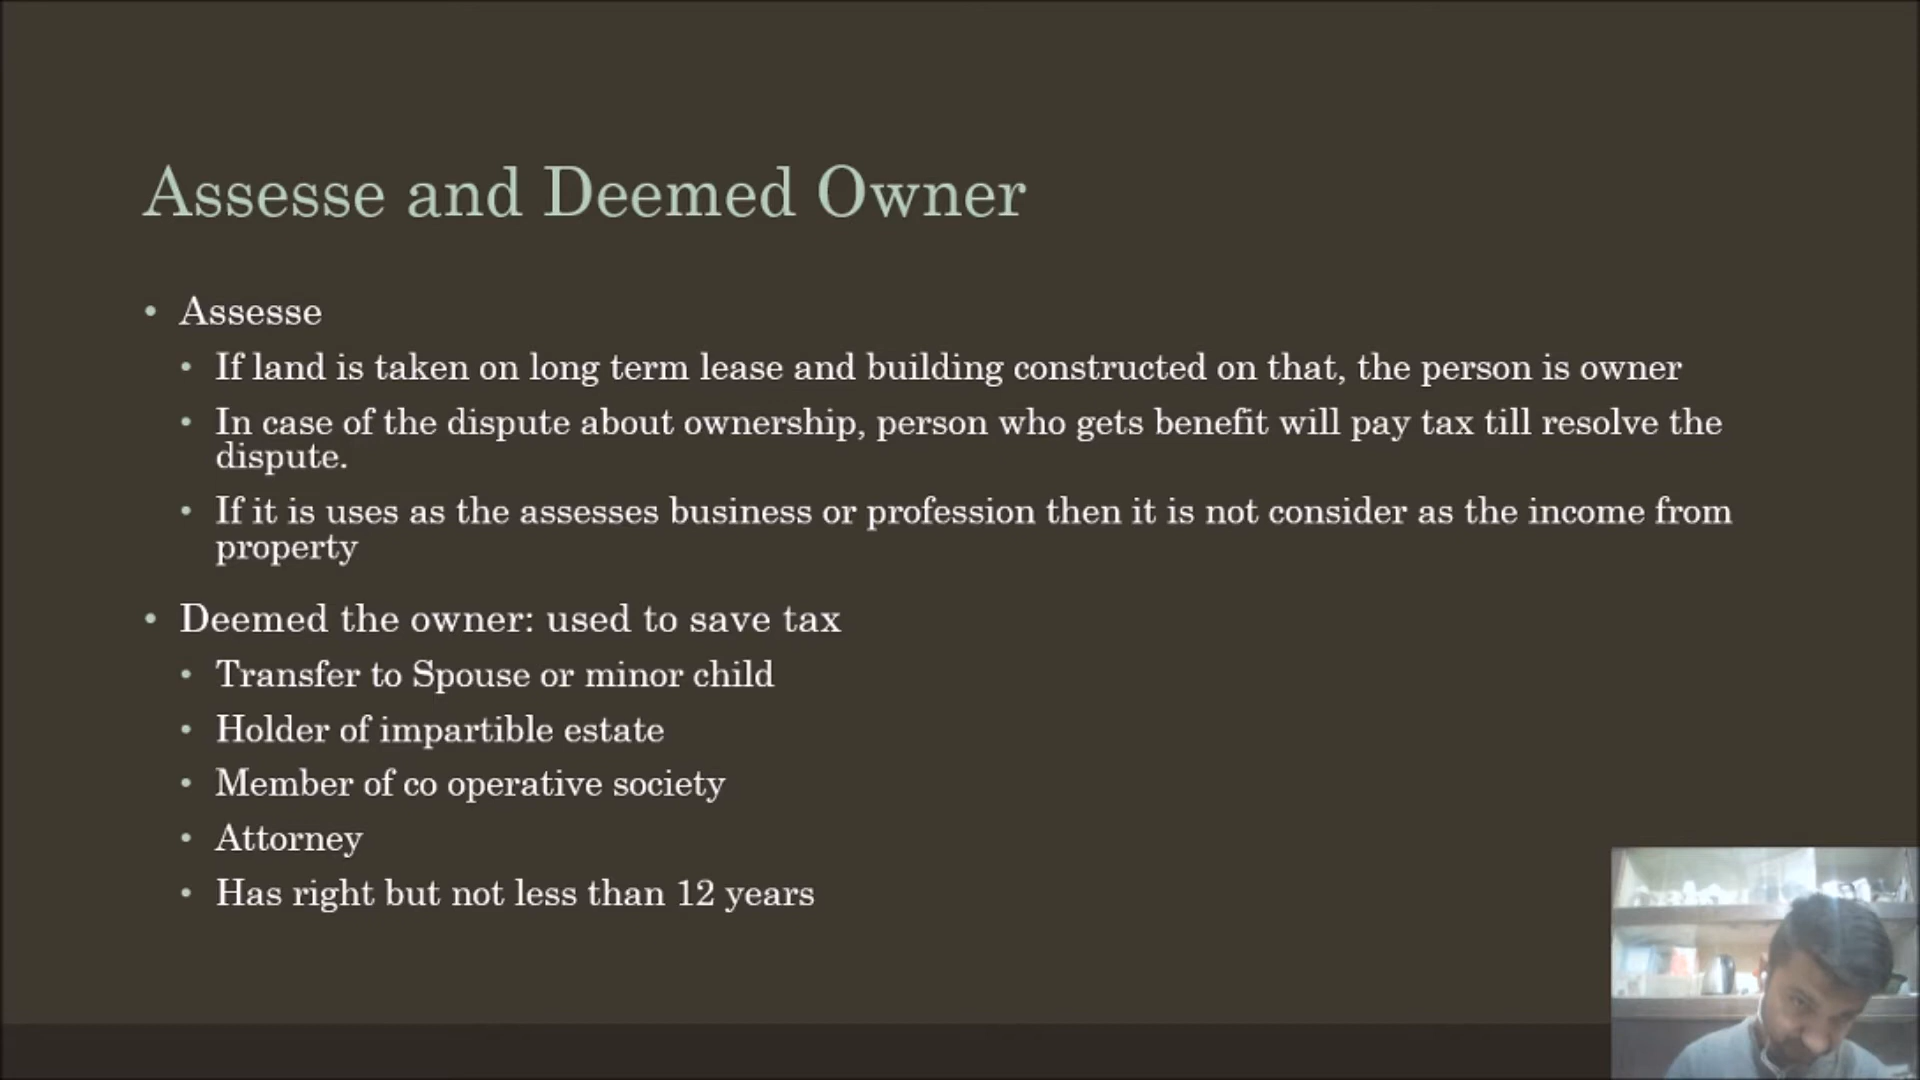 Assesse and Deemed Owner
• Assesse
• If land is taken on long term lease and building constructed on that, the person is owner
• In case of the dispute about ownership, person who gets benefit will pay tax till resolve the
dispute.
• If it is uses as the assesses business or profession then it is not consider as the income from
property
• Deemed the owner: used to save tax
• Transfer to Spouse or minor child
• Holder of impartible estate
• Member of co operative society
• Attorney
• Has right but not less than 12 years